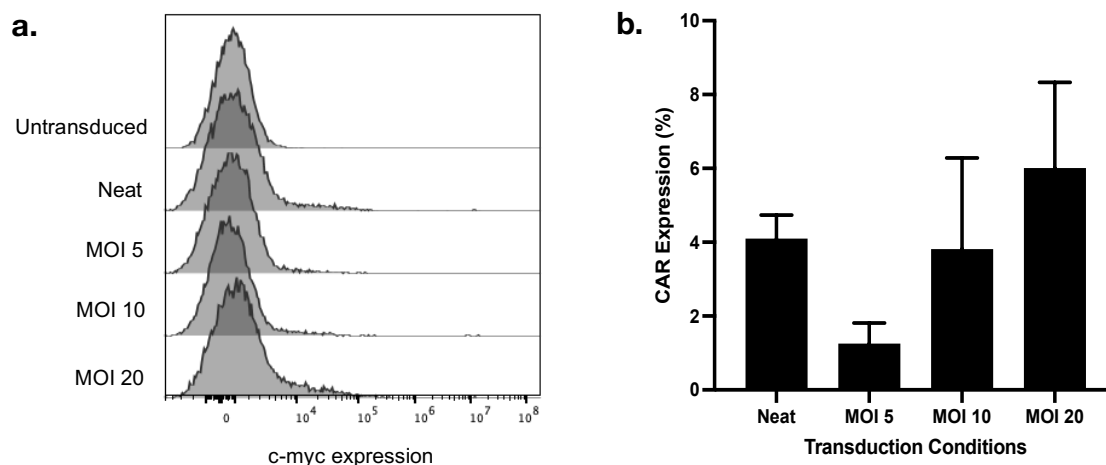 a.
Untransduced
Neat
MOI 5
MOI 10
MOI 20
0 10^4 10^5 10^6 10^7 10^8
c-myc expression
b.
CAR Expression (%)
10
8
6
4
2
0
Neat MOI 5 MOI 10 MOI 20
Transduction Conditions